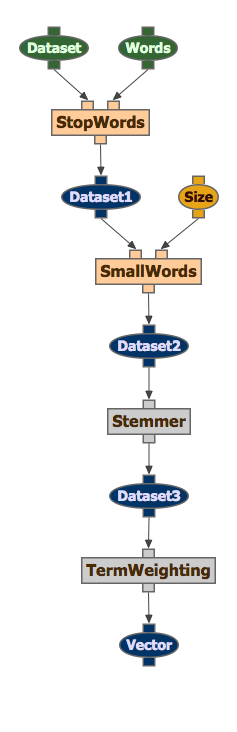 Dataset
Words
StopWords
Dataset1
Size
SmallWords
Dataset2
Stemmer
Dataset3
TermWeighting
Vector